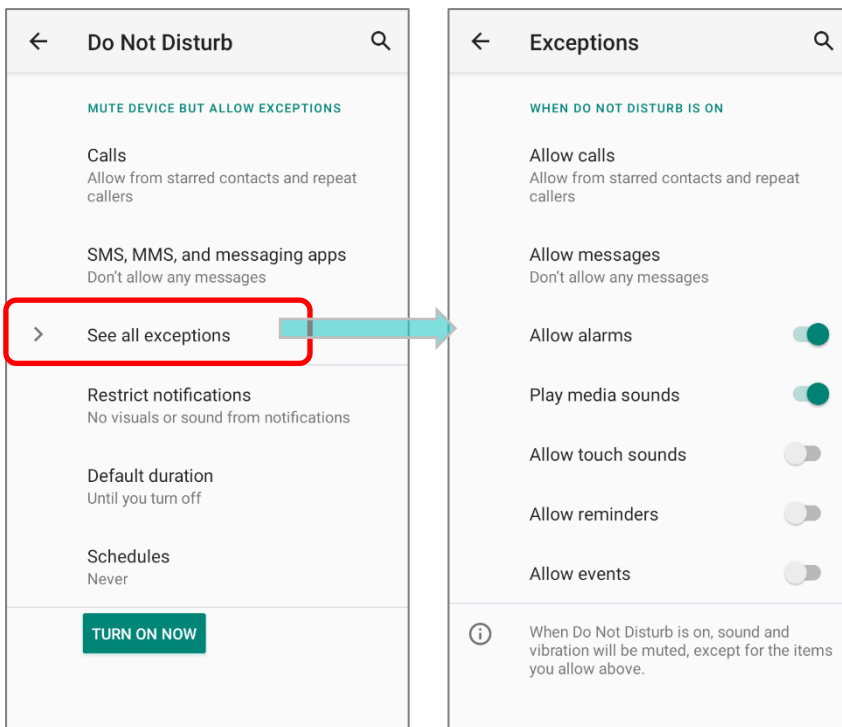 Do Not Disturb
MUTE DEVICE BUT ALLOW EXCEPTIONS
Calls
Allow from starred contacts and repeat
callers
SMS, MMS, and messaging apps
Don't allow any messages
See all exceptions
Restrict notifications
No visuals or sound from notifications
Default duration
Until you turn off
Schedules
Never
TURN ON NOW
Exceptions
WHEN DO NOT DISTURB IS ON
Allow calls
Allow from starred contacts and repeat
callers
Allow messages
Don't allow any messages
Allow alarms
Play media sounds
Allow touch sounds
Allow reminders
Allow events
When Do Not Disturb is on, sound and
vibration will be muted, except for the items
you allow above.